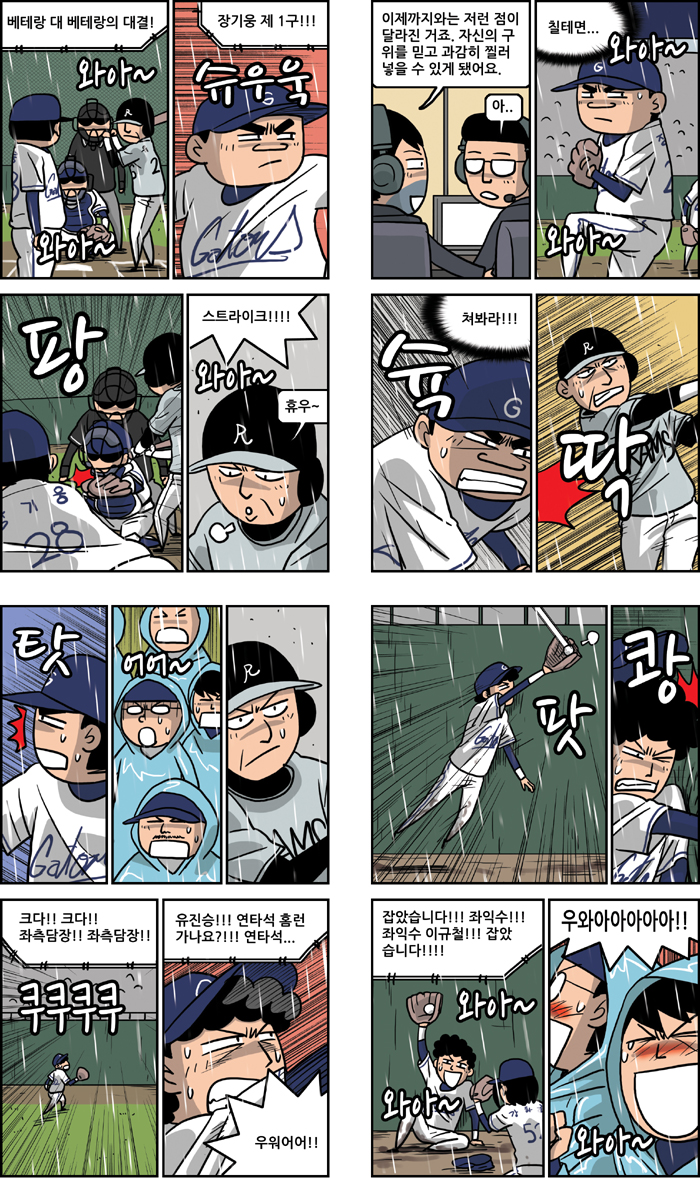 베테랑 대 베테랑의 대결!
와아~
와아~
장기웅 제 1구!!!
슈우욱
G
Gators
팡
기웅
28
스트라이크!!!!
와아~
휴우~
R
이제까지와는 저런 점이
달라진 거죠. 자신의 구
위를 믿고 과감히 찔러
넣을 수 있게 됐어요.
아..
칠테면...
와아~
와아~
쳐봐라!!!
슉
G
R
딱
RAMS
탓
Gators
어어~
R
크다!! 크다!!
좌측담장!! 좌측담장!!
쿠쿠쿠쿠
유진승!!! 연타석 홈런
가나요?!!! 연타석...
우워어어!!
팟
쾅
잡았습니다!!! 좌익수!!!
좌익수 이규철!!! 잡았
습니다!!!!
와아~
와아~
우와아아아아아!!
와아~